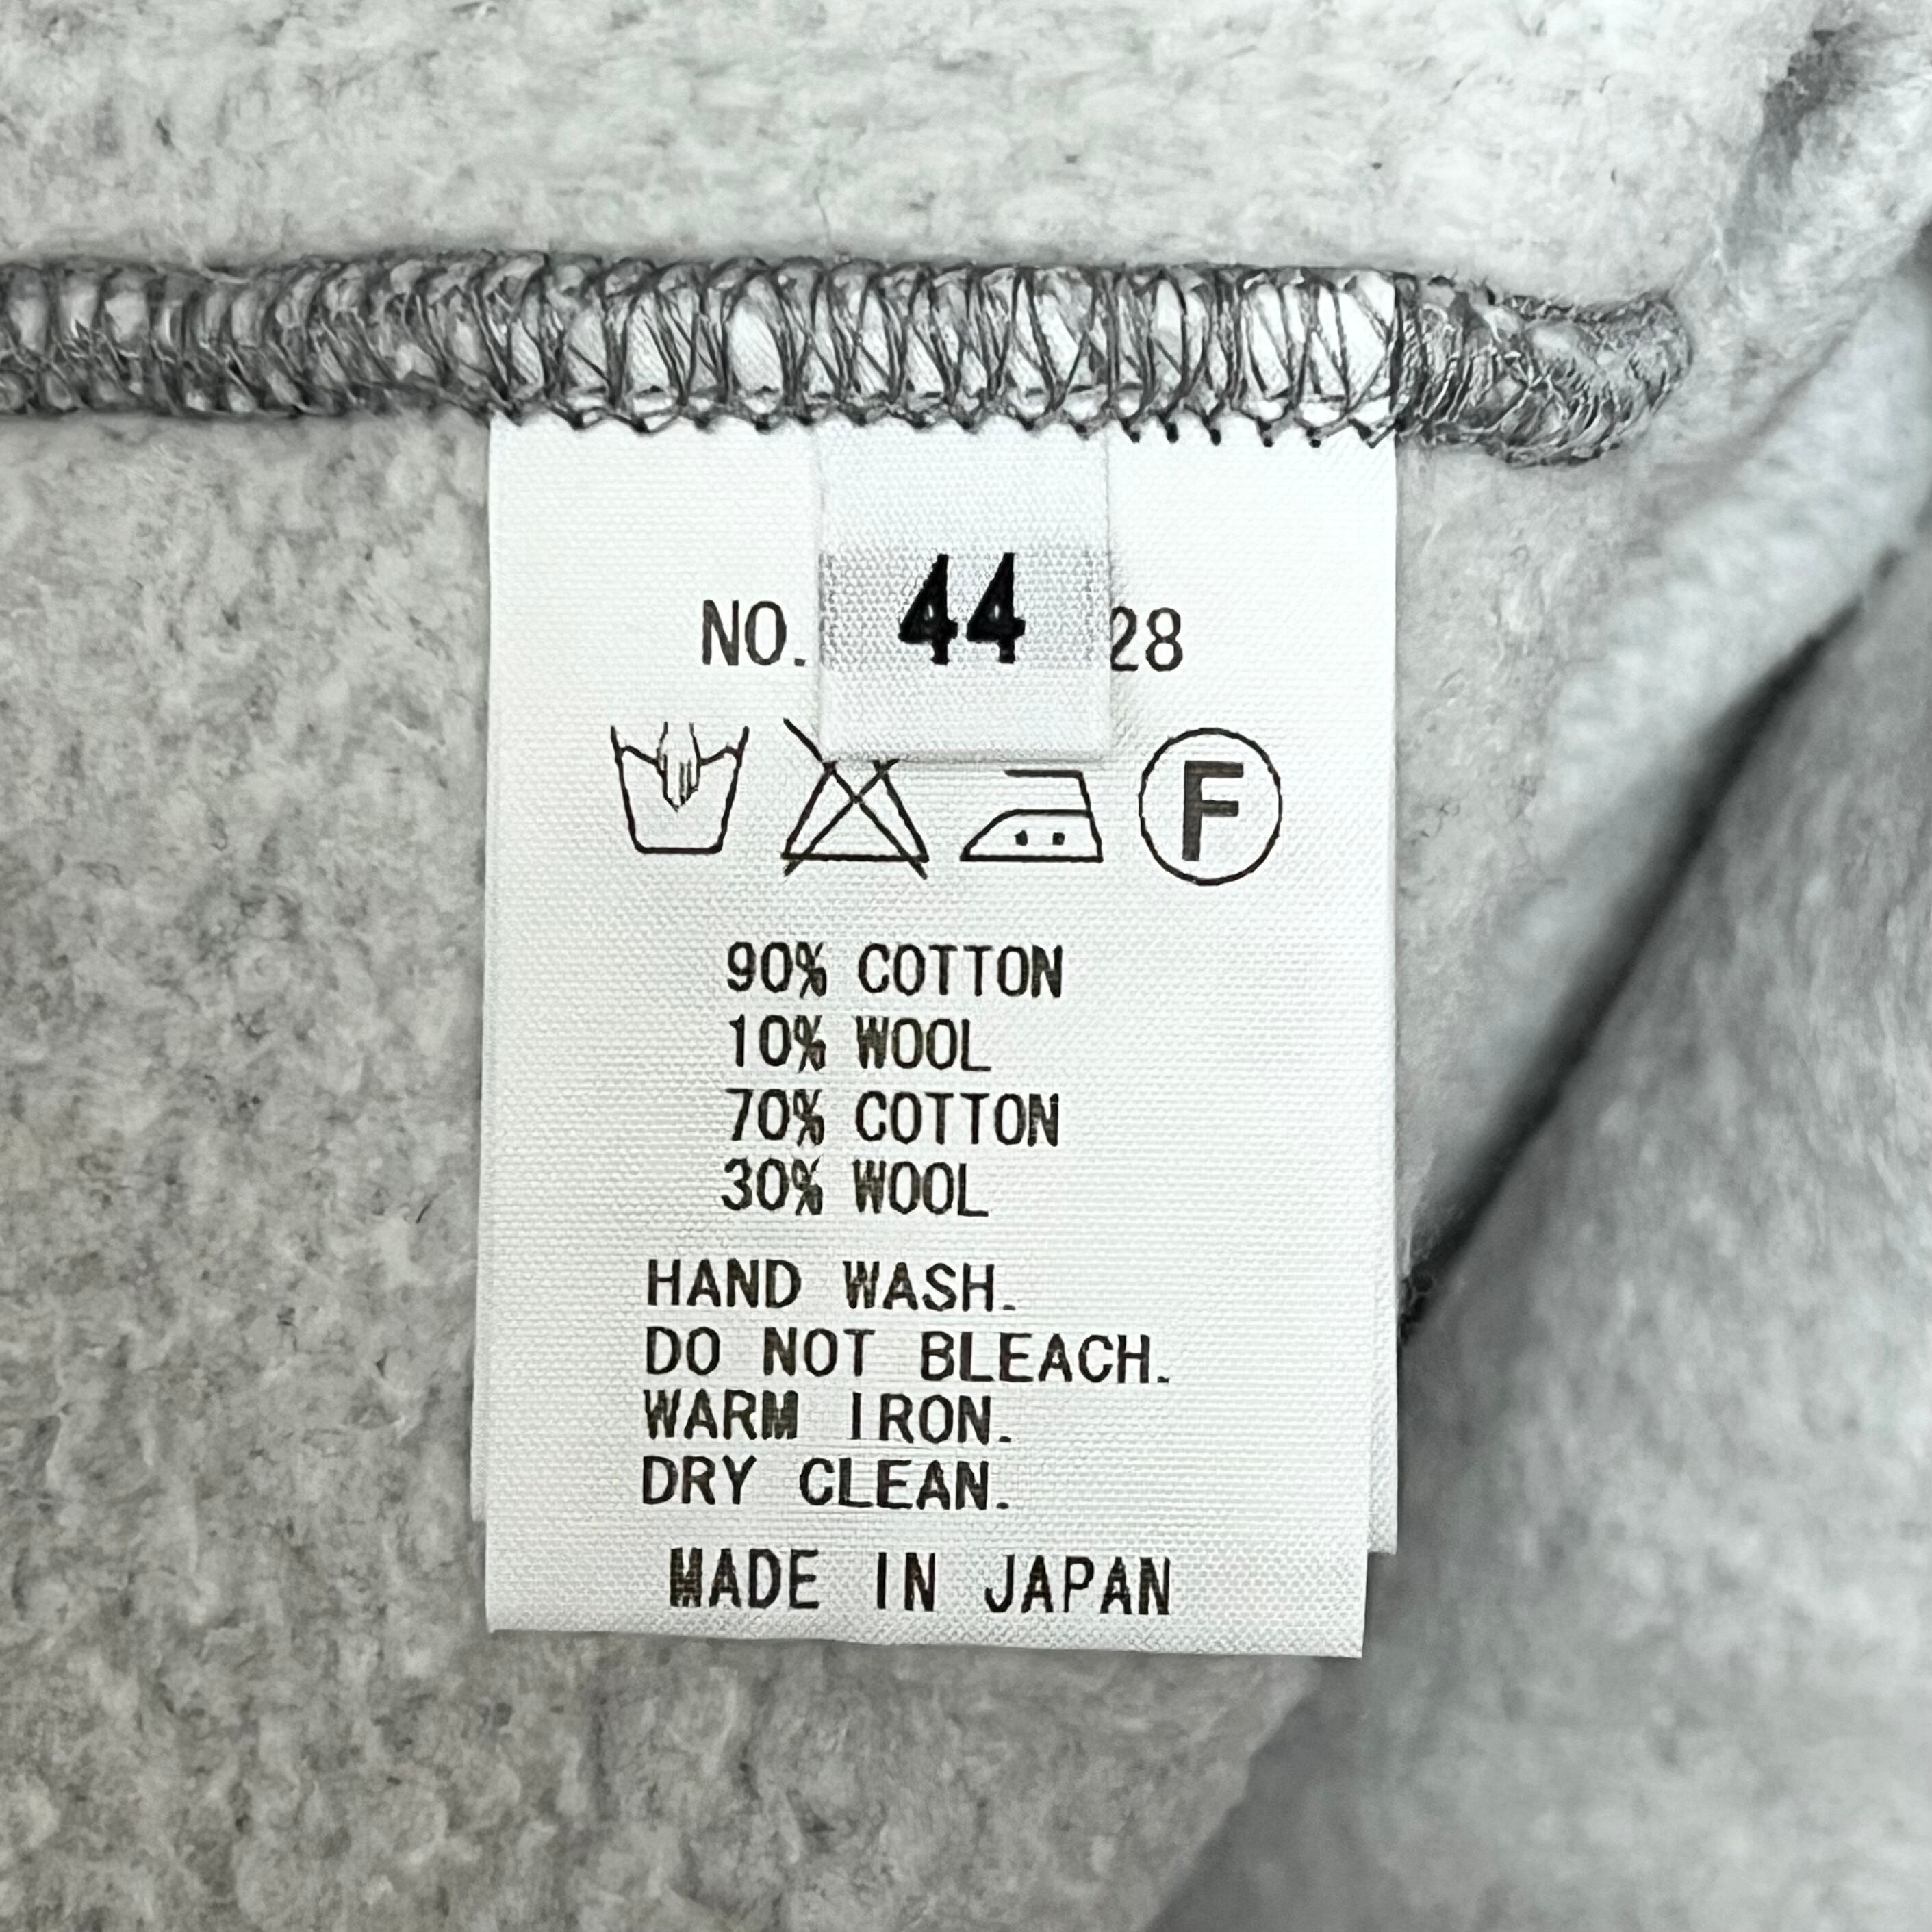 NO. 44 28
F
90% COTTON
10% WOOL
70% COTTON
30% WOOL
HAND WASH.
DO NOT BLEACH.
WARM IRON.
DRY CLEAN.
MADE IN JAPAN